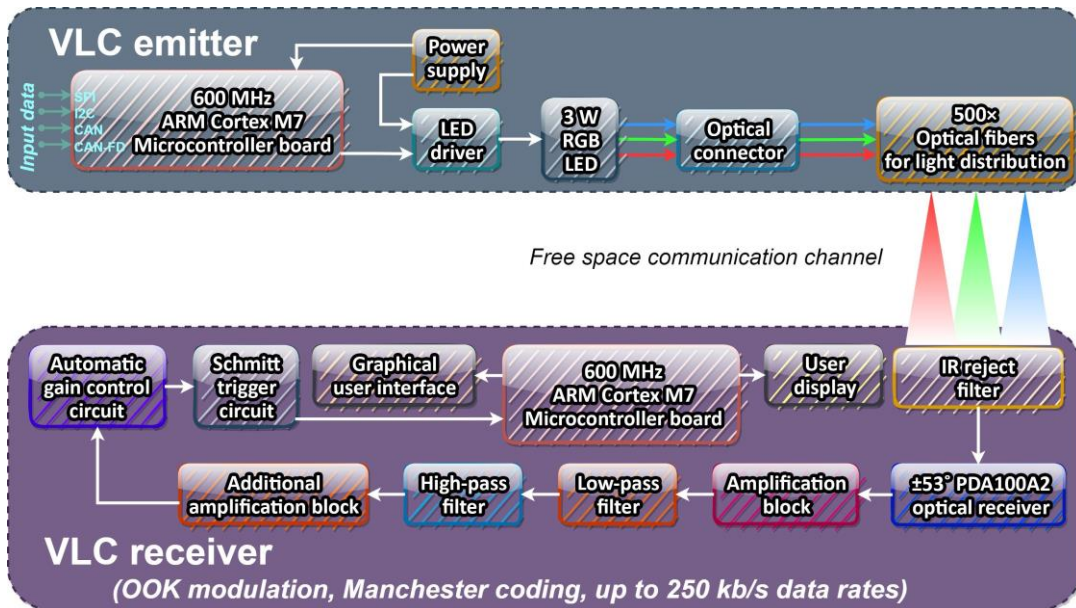 VLC emitter
Input data
SPI
I2C
CAN
CAN-FD
600 MHz
ARM Cortex M7
Microcontroller board
Power
supply
LED
driver
3 W
RGB
LED
Optical
connector
500×
Optical fibers
for light distribution
Free space communication channel
Automatic
gain control
circuit
Schmitt
trigger
circuit
Graphical
user interface
600 MHz
ARM Cortex M7
Microcontroller board
User
display
IR reject
filter
Additional
amplification block
High-pass
filter
Low-pass
filter
Amplification
block
±53° PDA100A2
optical receiver
VLC receiver
(OOK modulation, Manchester coding, up to 250 kb/s data rates)